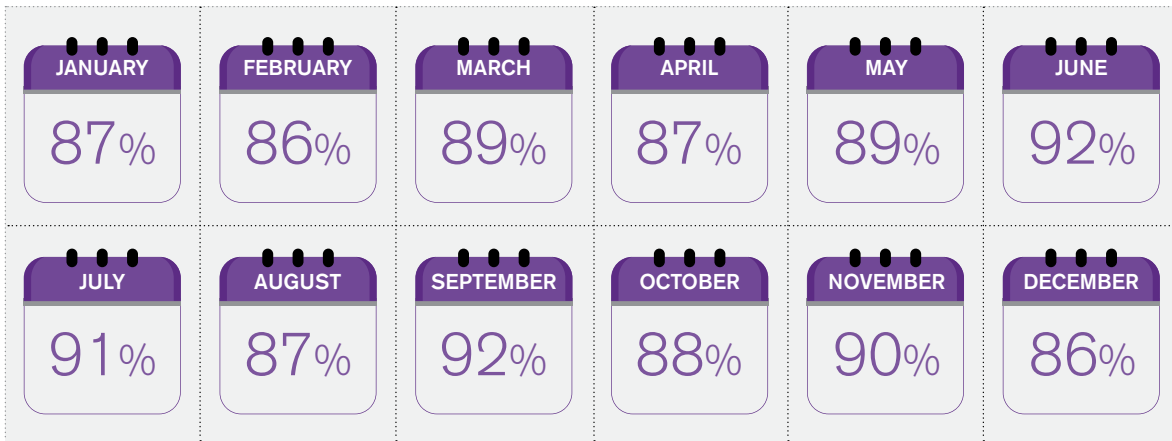 JANUARY FEBRUARY MARCH APRIL MAY JUNE
87% 86% 89% 87% 89% 92%
JULY AUGUST SEPTEMBER OCTOBER NOVEMBER DECEMBER
91% 87% 92% 88% 90% 86%